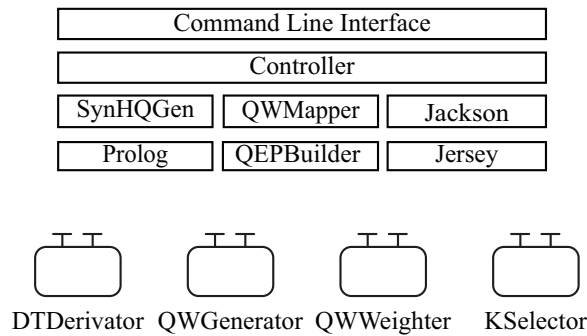 Command Line Interface
Controller
SynHQGen QWMapper Jackson
Prolog QEPBuilder Jersey
DTDerivator QWGenerator QWWeighter KSelector